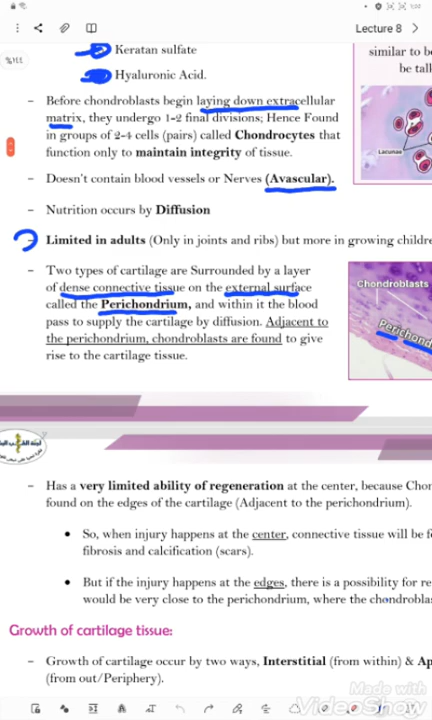 Lecture 8
Keratan sulfate
similar to b
Hyaluronic Acid.
be tal
Before chondroblasts begin laying down extracellular
matrix, they undergo 1-2 final divisions; Hence Found
in groups of 2-4 cells (pairs) called Chondrocytes that
function only to maintain integrity of tissue.
Lacunae
- Doesn't contain blood vessels or Nerves (Avascular).
- Nutrition occurs by Diffusion
Limited in adults (Only in joints and ribs) but more in growing childre
- Two types of cartilage are Surrounded by a layer
of dense connective tissue on the external surface
called the Perichondrium, and within it the blood
pass to supply the cartilage by diffusion. Adjacent to
the perichondrium, chondroblasts are found to give
rise to the cartilage tissue.
Chondroblasts
Perichond
- Has a very limited ability of regeneration at the center, because Chon
found on the edges of the cartilage (Adjacent to the perichondrium).
• So, when injury happens at the center, connective tissue will be f
fibrosis and calcification (scars).
• But if the injury happens at the edges, there is a possibility for re
would be very close to the perichondrium, where the chondrobla
Growth of cartilage tissue:
- Growth of cartilage occur by two ways, Interstitial (from within) & Ap
(from out/Periphery).
Made with
VideoShow